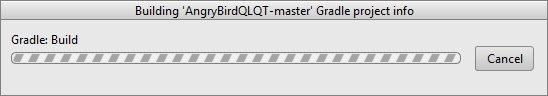 Building 'AngryBirdQLQT-master' Gradle project info
Gradle: Build
Cancel